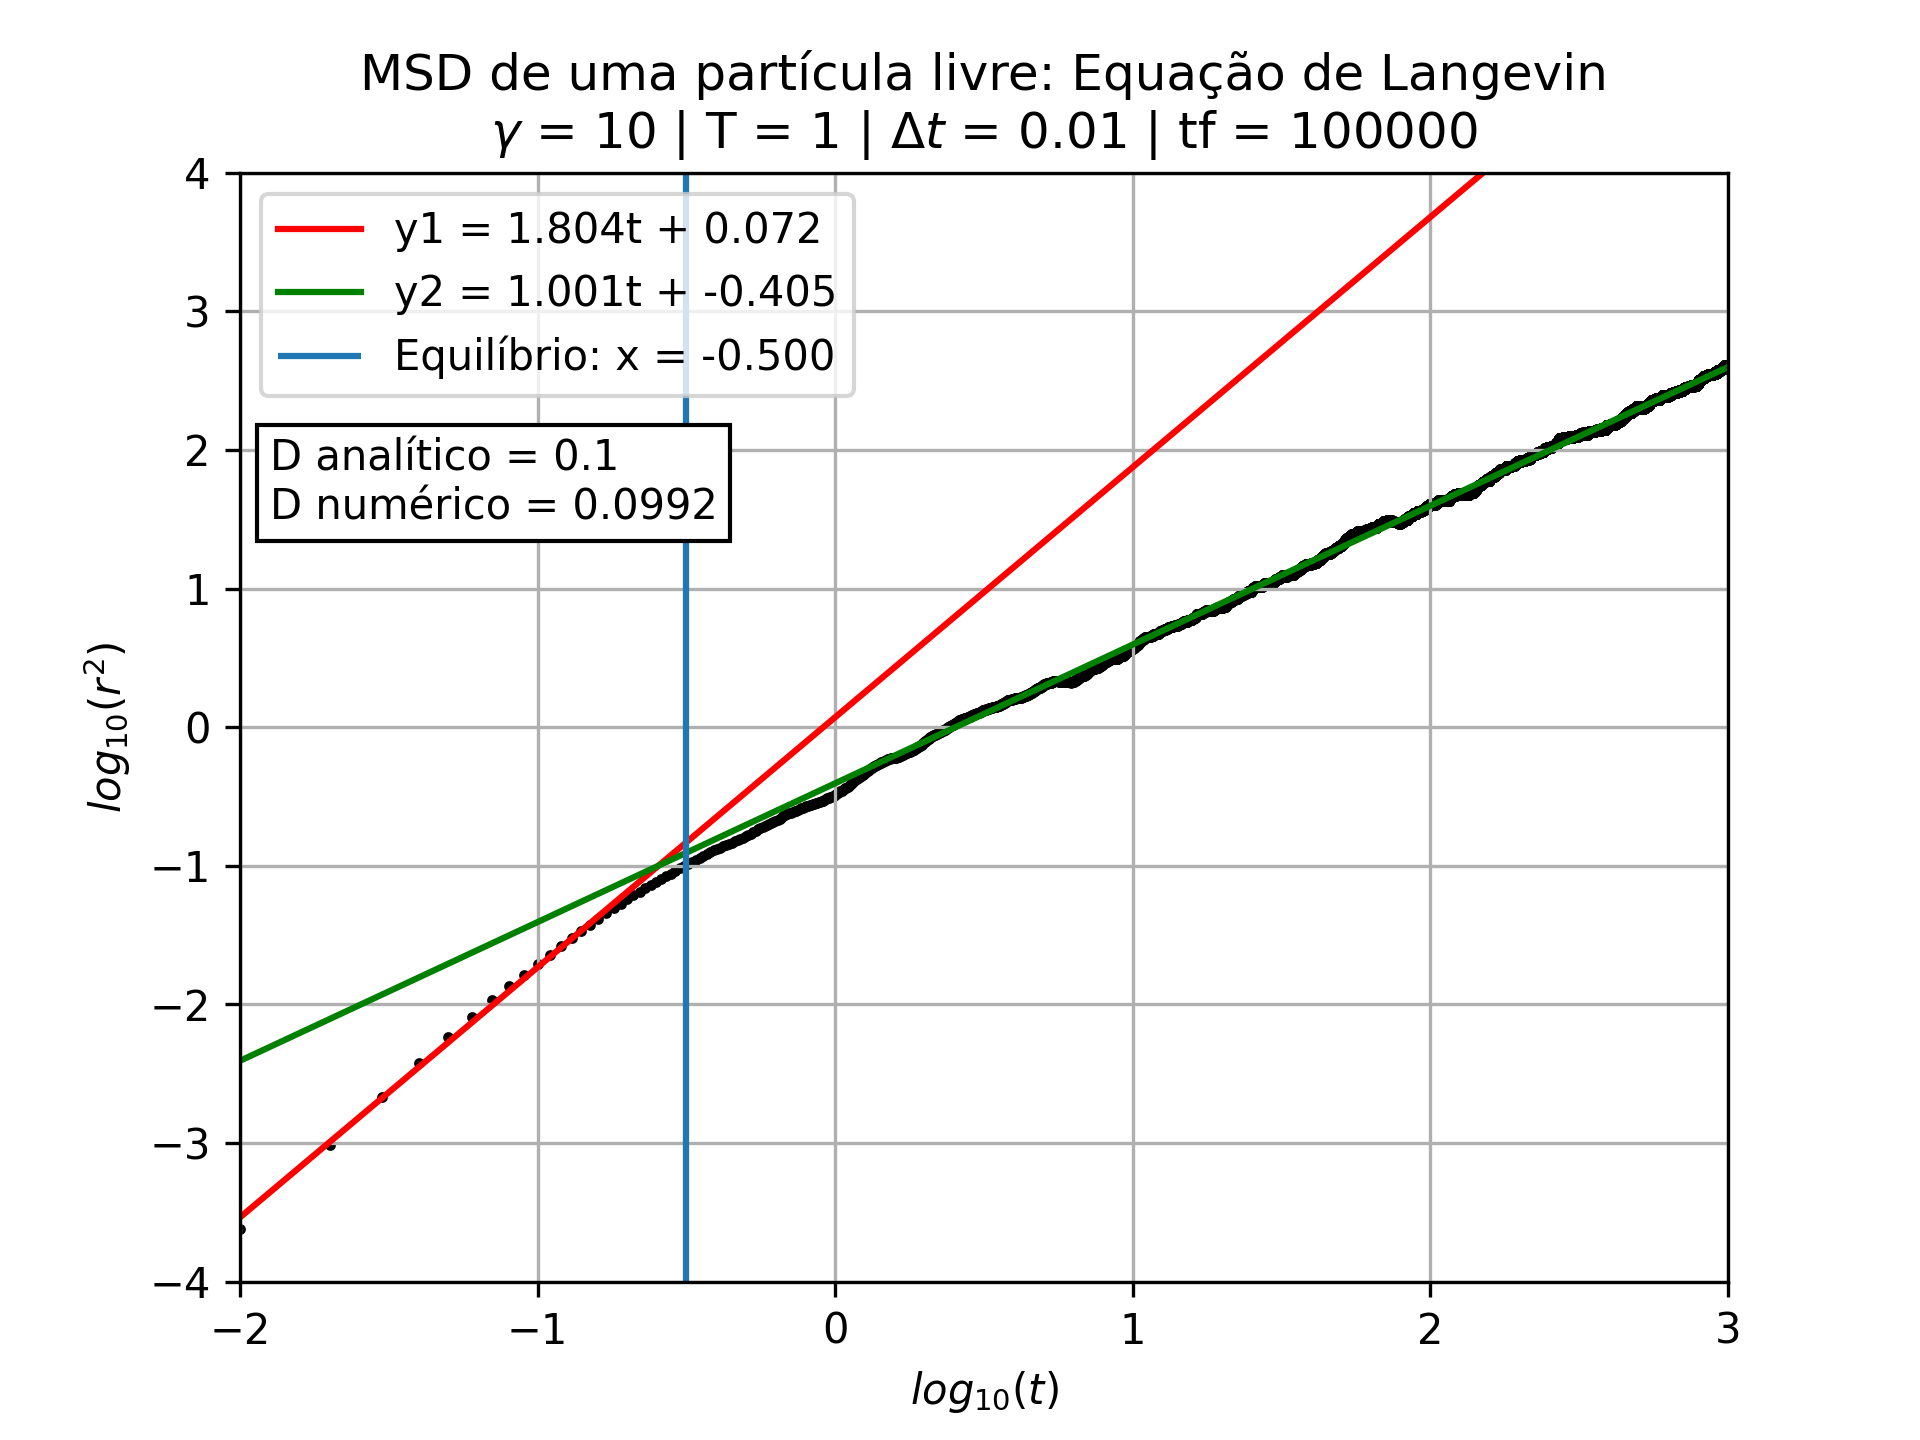 MSD de uma partícula livre: Equação de Langevin
γ = 10 | T = 1 | Δt = 0.01 | tf = 100000
y1 = 1.804t + 0.072
y2 = 1.001t + -0.405
Equilíbrio: x = -0.500
D analítico = 0.1
D numérico = 0.0992
4
3
2
1
0
−1
−2
−3
−4
log₁₀(r²)
−2 −1 0 1 2 3
log₁₀(t)